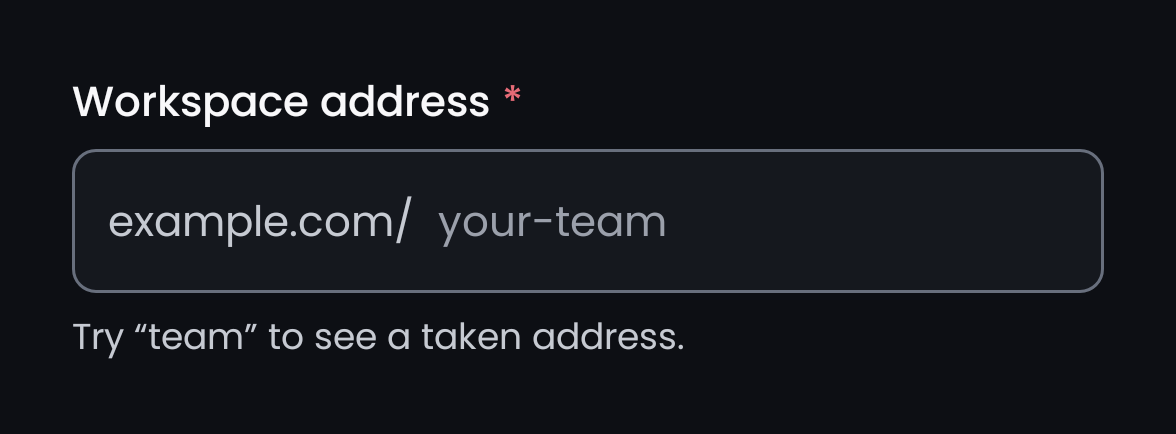 Workspace address *
example.com/ your-team
Try “team” to see a taken address.